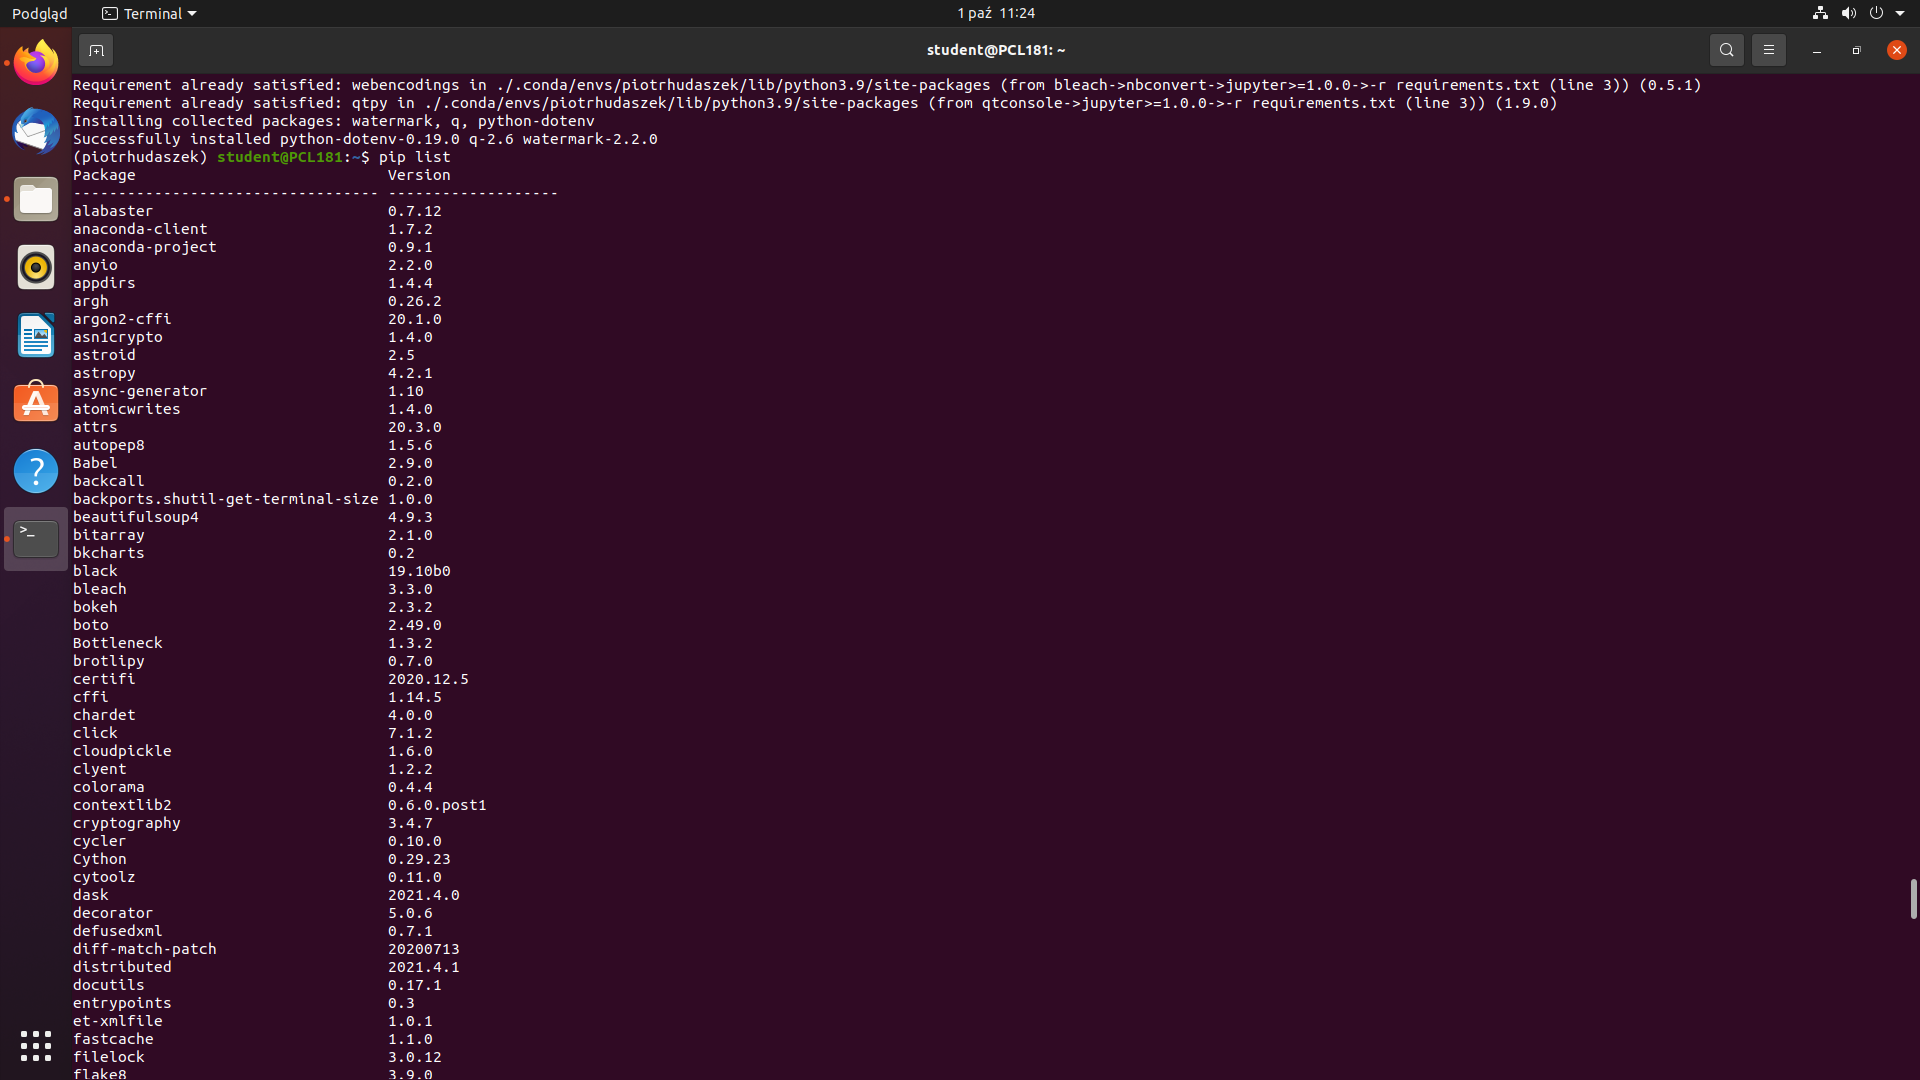 Podgląd Terminal 1 paź 11:24
student@PCL181: ~
Requirement already satisfied: webencodings in ./.conda/envs/piotrhudaszek/lib/python3.9/site-packages (from bleach->nbconvert->jupyter>=1.0.0->-r requirements.txt (line 3)) (0.5.1)
Requirement already satisfied: qtpy in ./.conda/envs/piotrhudaszek/lib/python3.9/site-packages (from qtconsole->jupyter>=1.0.0->-r requirements.txt (line 3)) (1.9.0)
Installing collected packages: watermark, q, python-dotenv
Successfully installed python-dotenv-0.19.0 q-2.6 watermark-2.2.0
(piotrhudaszek) student@PCL181:~$ pip list
Package Version
---------------------------------- -------------------
alabaster 0.7.12
anaconda-client 1.7.2
anaconda-project 0.9.1
anyio 2.2.0
appdirs 1.4.4
argh 0.26.2
argon2-cffi 20.1.0
asn1crypto 1.4.0
astroid 2.5
astropy 4.2.1
async-generator 1.10
atomicwrites 1.4.0
attrs 20.3.0
autopep8 1.5.6
Babel 2.9.0
backcall 0.2.0
backports.shutil-get-terminal-size 1.0.0
beautifulsoup4 4.9.3
bitarray 2.1.0
bkcharts 0.2
black 19.10b0
bleach 3.3.0
bokeh 2.3.2
boto 2.49.0
Bottleneck 1.3.2
brotlipy 0.7.0
certifi 2020.12.5
cffi 1.14.5
chardet 4.0.0
click 7.1.2
cloudpickle 1.6.0
clyent 1.2.2
colorama 0.4.4
contextlib2 0.6.0.post1
cryptography 3.4.7
cycler 0.10.0
Cython 0.29.23
cytoolz 0.11.0
dask 2021.4.0
decorator 5.0.6
defusedxml 0.7.1
diff-match-patch 20200713
distributed 2021.4.1
docutils 0.17.1
entrypoints 0.3
et-xmlfile 1.0.1
fastcache 1.1.0
filelock 3.0.12
flake8 3.9.0